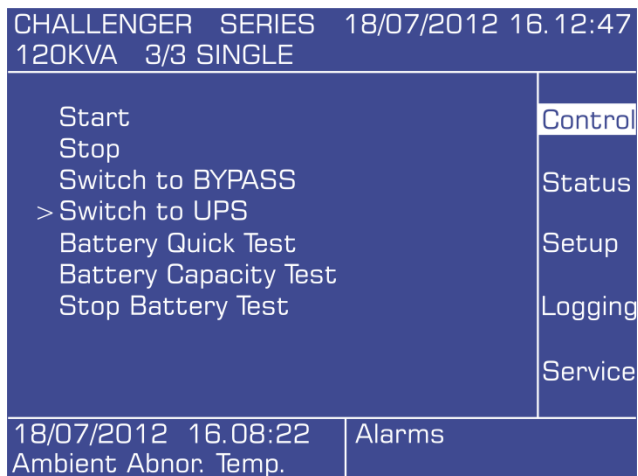 CHALLENGER SERIES 18/07/2012 16.12:47
120KVA 3/3 SINGLE
Start
Stop
Switch to BYPASS
> Switch to UPS
Battery Quick Test
Battery Capacity Test
Stop Battery Test
Control
Status
Setup
Logging
Service
18/07/2012 16.08:22
Ambient Abnor. Temp.
Alarms